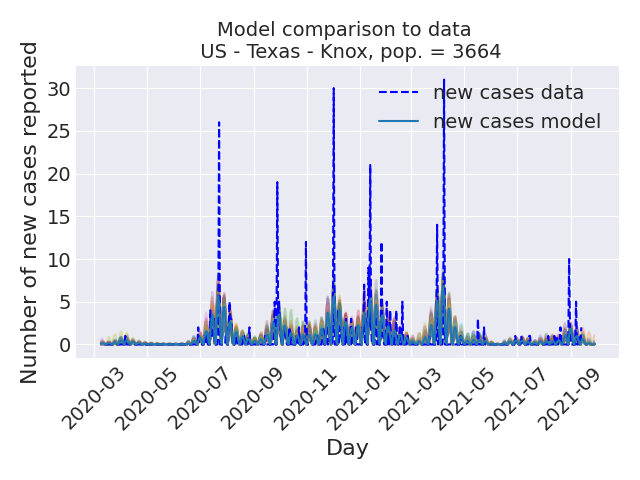 Model comparison to data
US - Texas - Knox, pop. = 3664
Number of new cases reported
30
25
20
15
10
5
0
new cases data
new cases model
2020-03
2020-05
2020-07
2020-09
2020-11
2021-01
2021-03
2021-05
2021-07
2021-09
Day